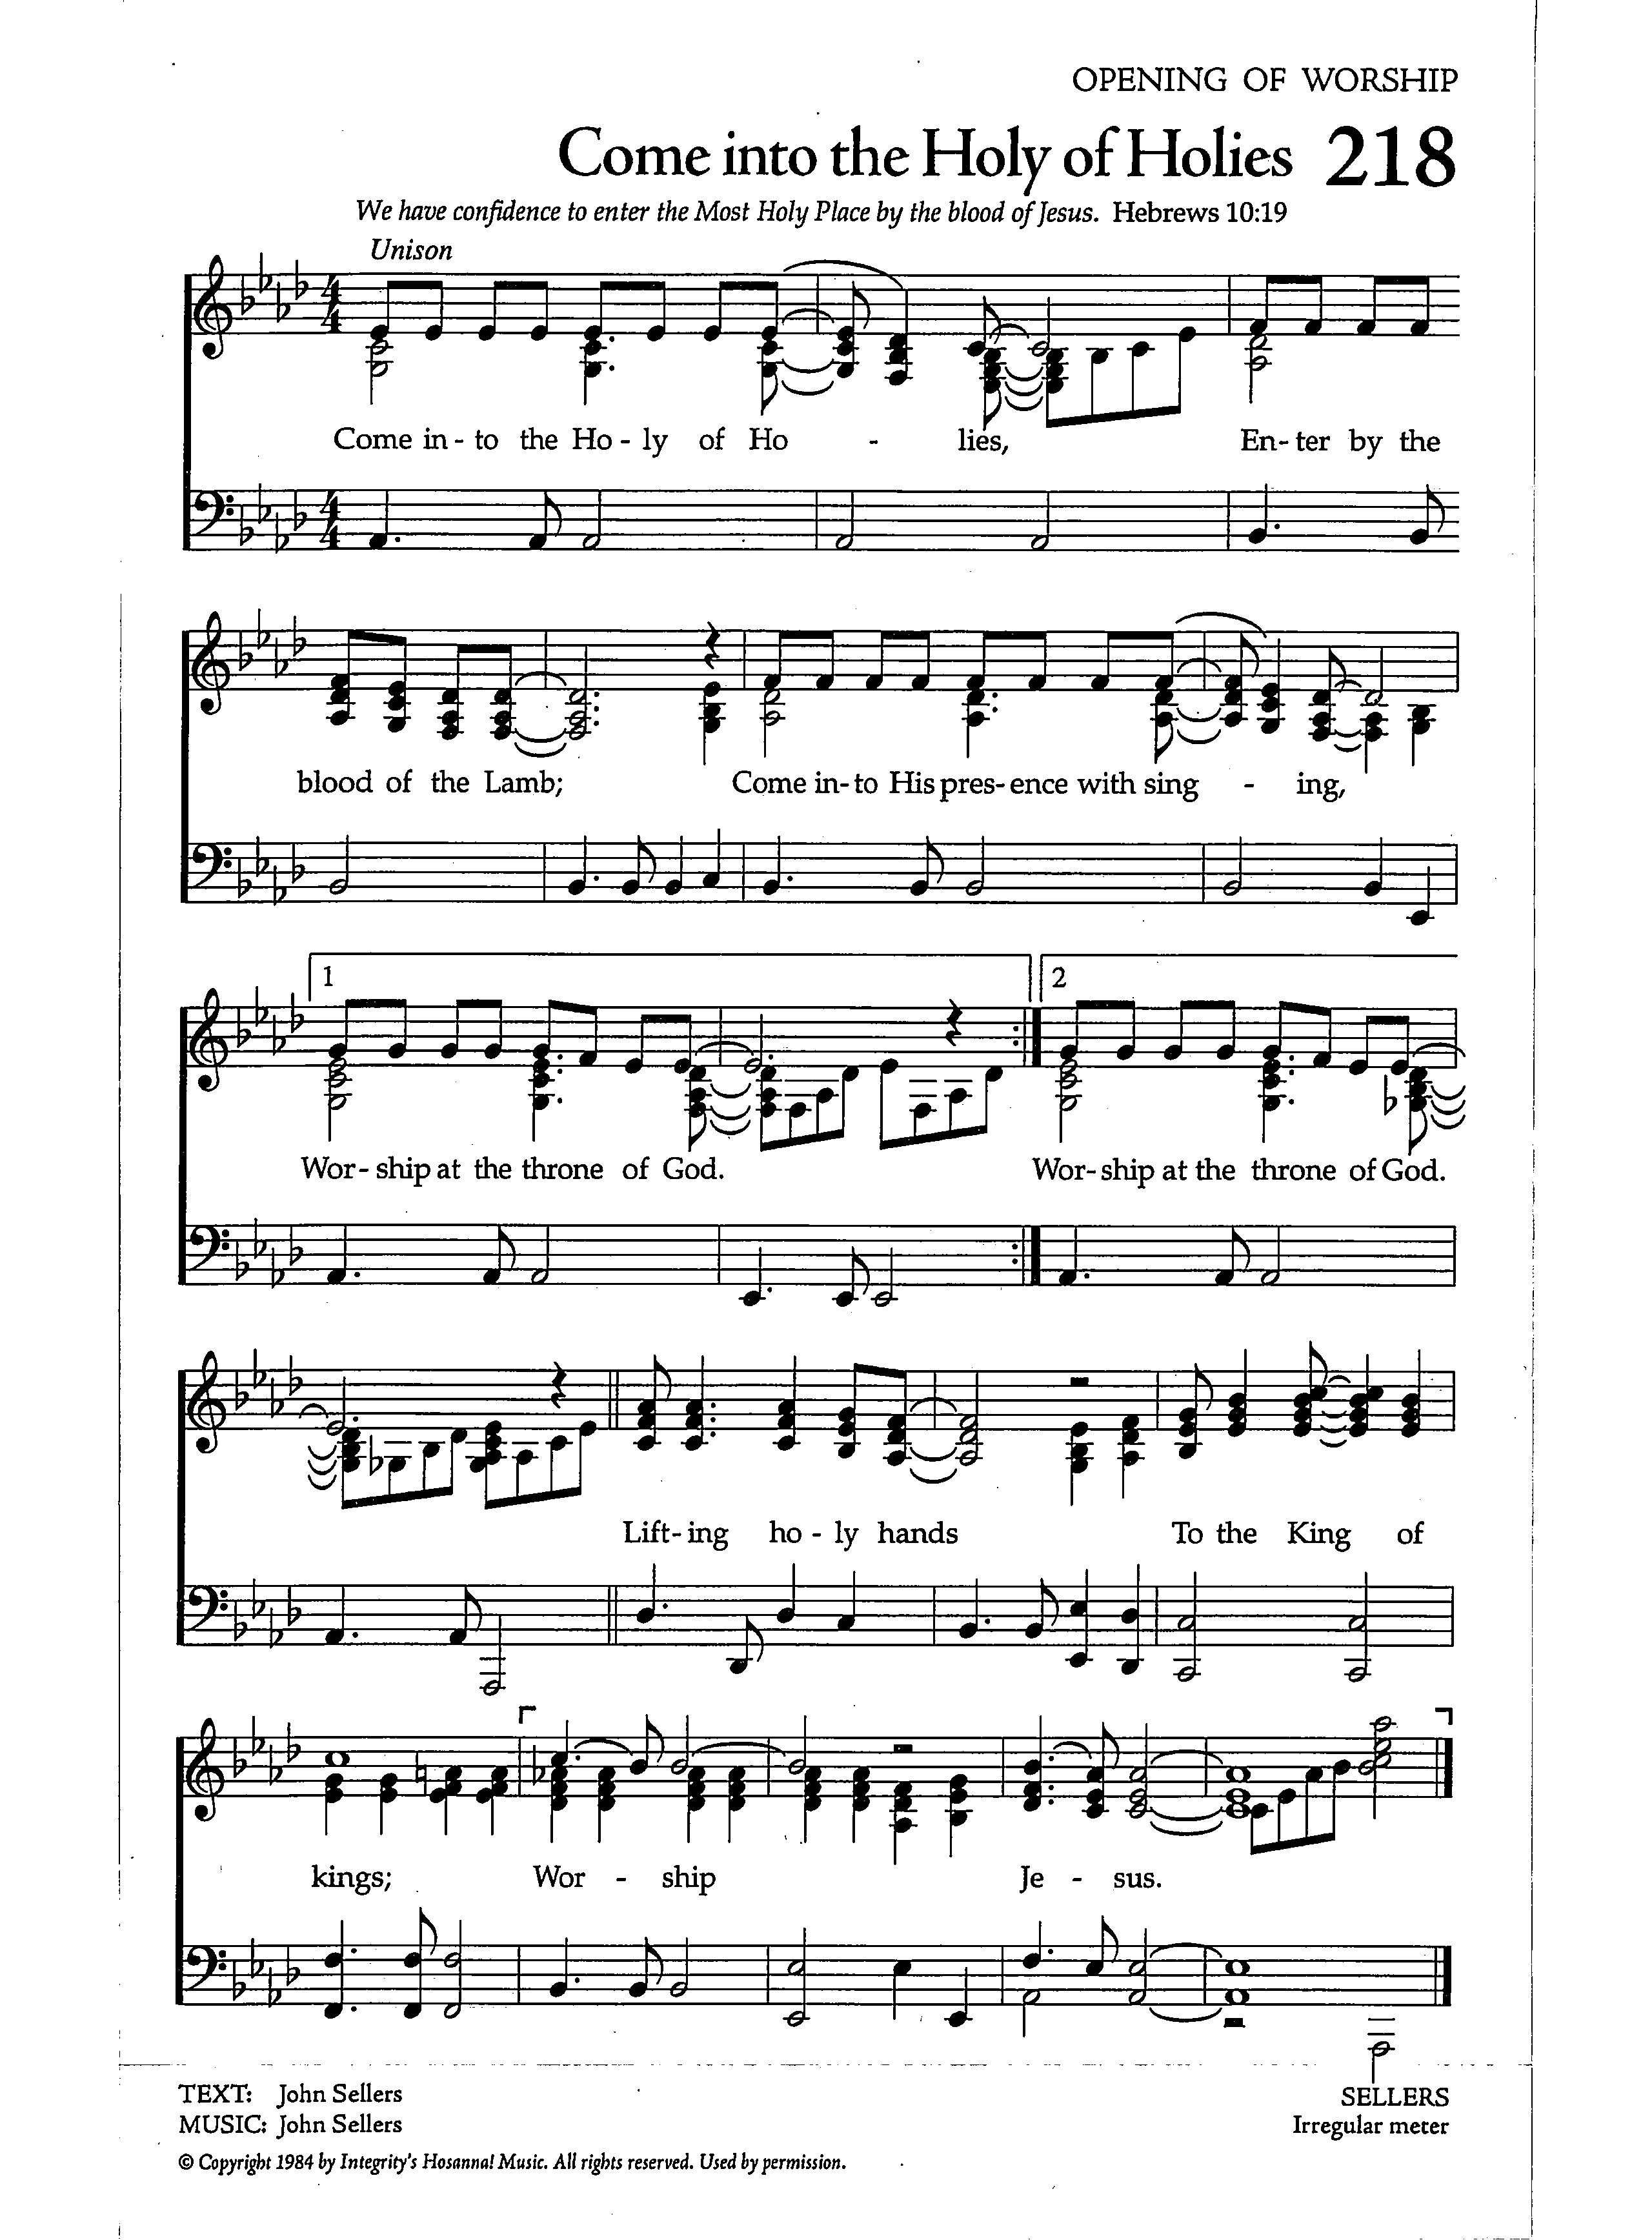 OPENING OF WORSHIP
Come into the Holy of Holies 218
We have confidence to enter the Most Holy Place by the blood of Jesus. Hebrews 10:19
Unison
Come in - to the Ho - ly of Ho - lies, En - ter by the
blood of the Lamb; Come in - to His pres - ence with sing - ing,
1 2
Wor - ship at the throne of God. Wor - ship at the throne of God.
Lift - ing ho - ly hands To the King of
kings; Wor - ship Je - sus.
TEXT: John Sellers
MUSIC: John Sellers
SELLERS
Irregular meter
© Copyright 1984 by Integrity's Hosanna! Music. All rights reserved. Used by permission.